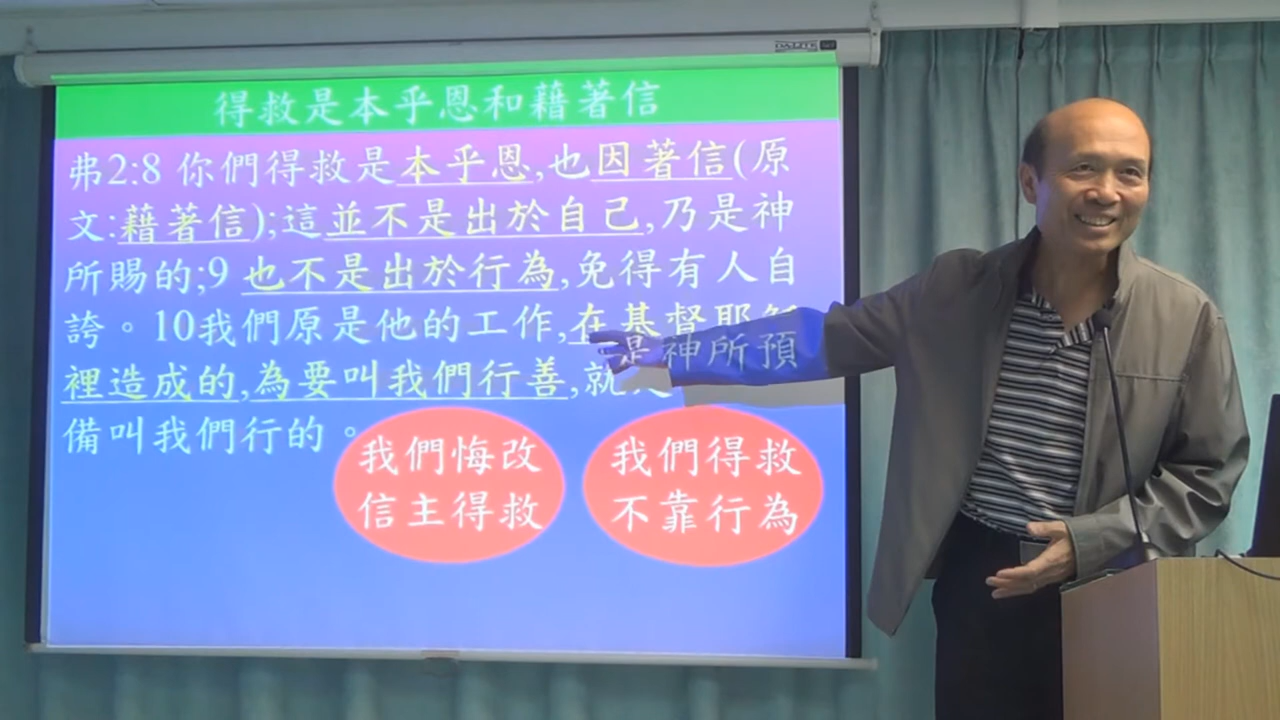 得救是本乎恩和藉著信
弗2:8 你們得救是本乎恩,也因著信(原
文:藉著信);這並不是出於自己,乃是神
所賜的;9 也不是出於行為,免得有人自
誇。10我們原是他的工作,在基督耶穌
裡造成的,為要叫我們行善,就是神所預
備叫我們行的。
我們悔改
信主得救
我們得救
不靠行為